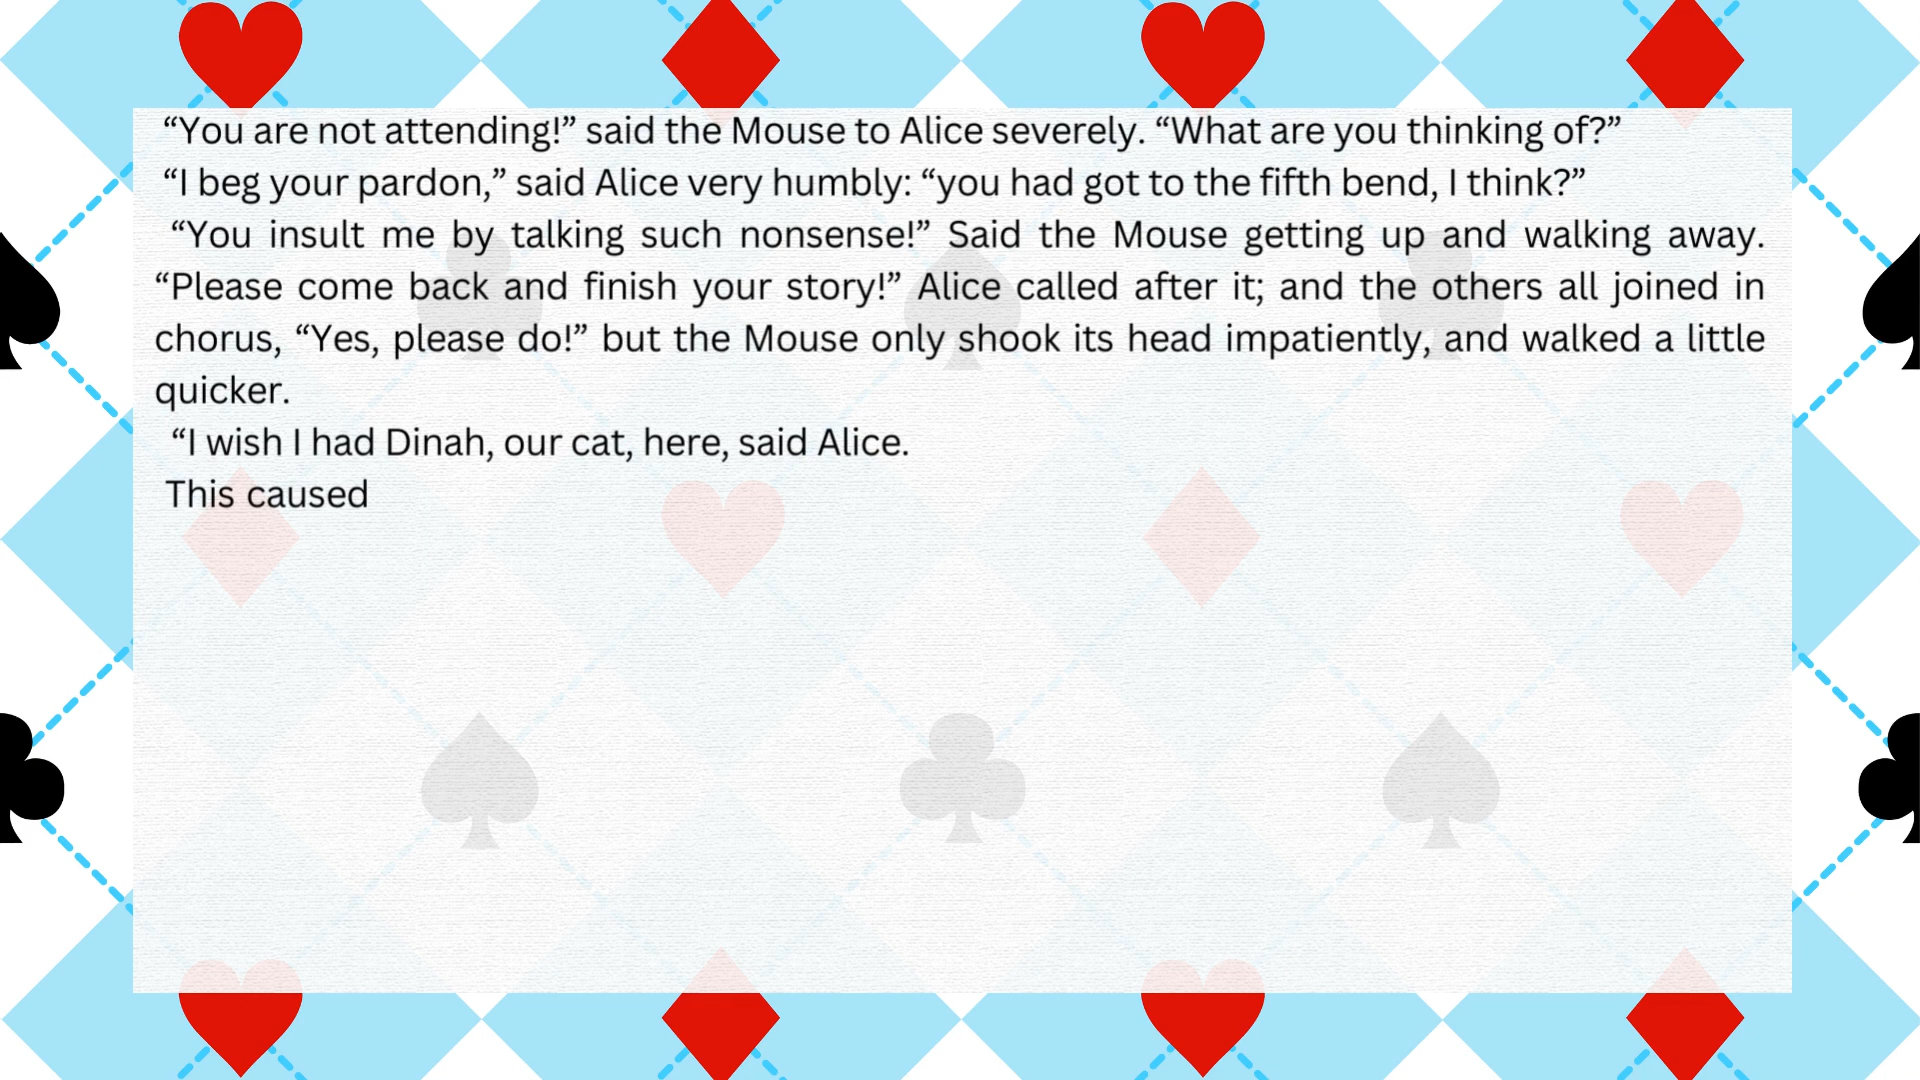 “You are not attending!” said the Mouse to Alice severely. “What are you thinking of?”
“I beg your pardon,” said Alice very humbly: “you had got to the fifth bend, I think?”
“You insult me by talking such nonsense!” Said the Mouse getting up and walking away.
“Please come back and finish your story!” Alice called after it; and the others all joined in
chorus, “Yes, please do!” but the Mouse only shook its head impatiently, and walked a little
quicker.
“I wish I had Dinah, our cat, here, said Alice.
This caused